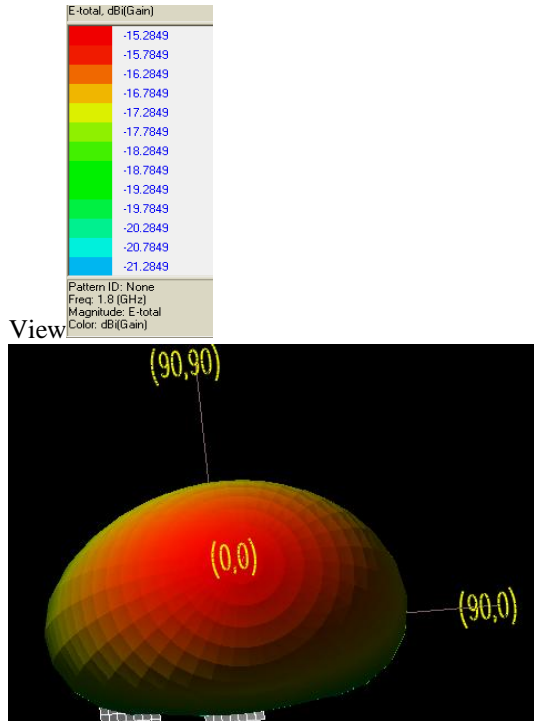 E-total, dBi(Gain)
-15.2849
-15.7849
-16.2849
-16.7849
-17.2849
-17.7849
-18.2849
-18.7849
-19.2849
-19.7849
-20.2849
-20.7849
-21.2849
Pattern ID: None
Freq: 1.8 (GHz)
Magnitude: E-total
Color: dBi(Gain)
View
(90,90)
(0,0)
(90,0)